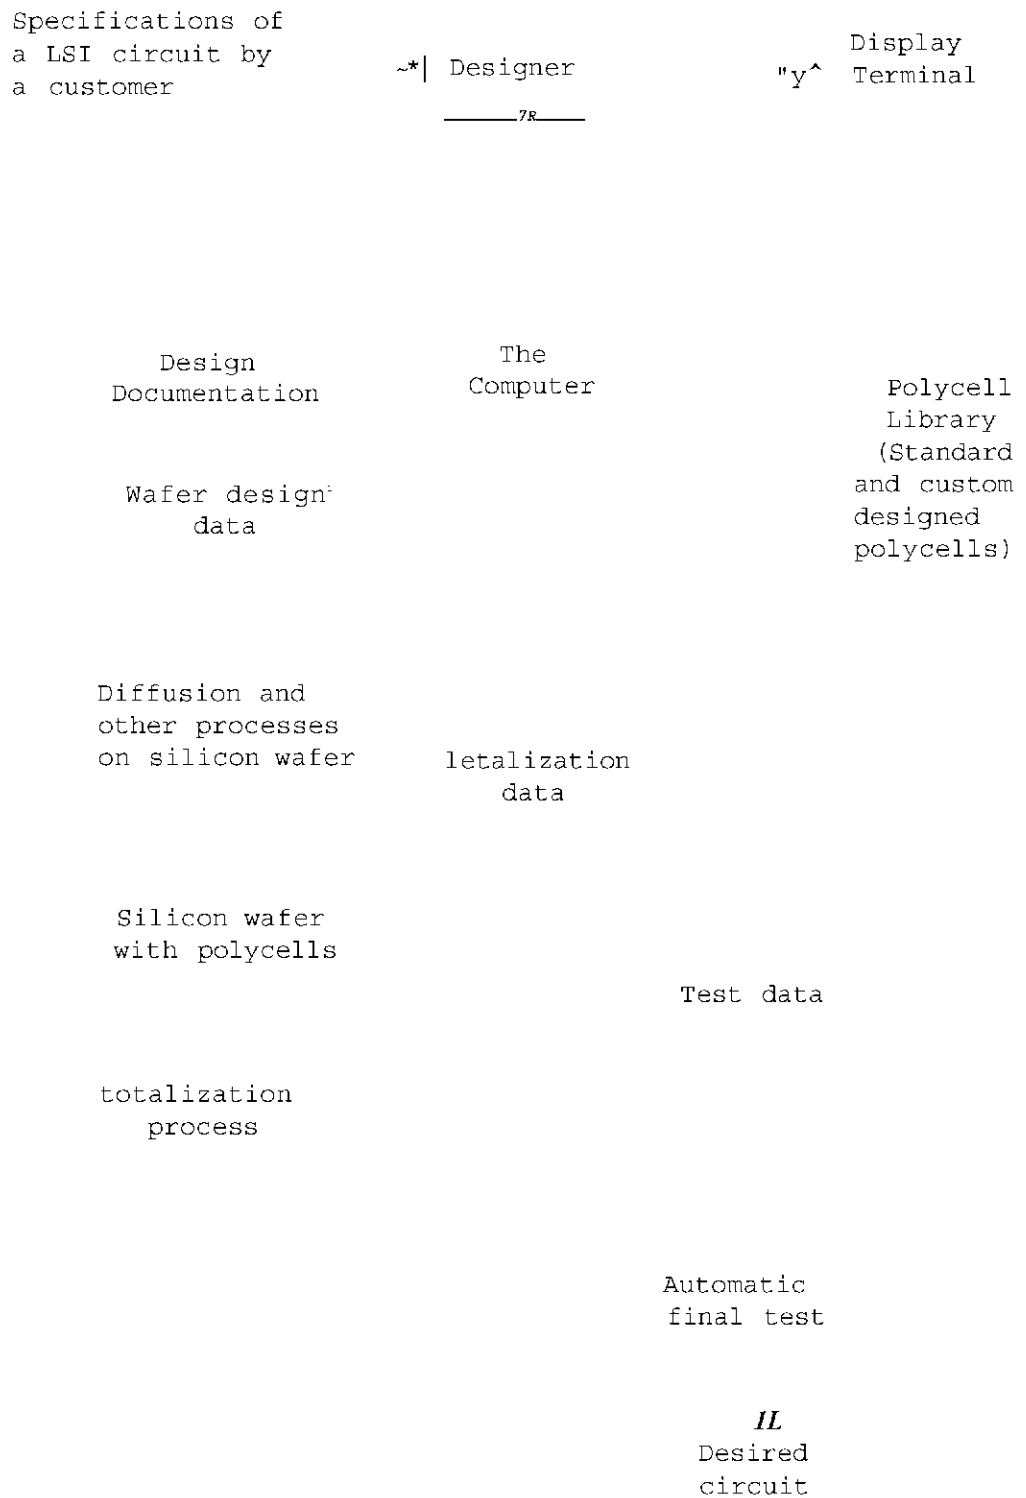 Specifications of
a LSI circuit by
a customer
~*| Designer
7R
Display
"y^ Terminal
Design
Documentation
The
Computer
Polycell
Library
(Standard
and custom
designed
polycells)
Wafer design
data
Diffusion and
other processes
on silicon wafer
letalization
data
Silicon wafer
with polycells
Test data
totalization
process
Automatic
final test
1L
Desired
circuit